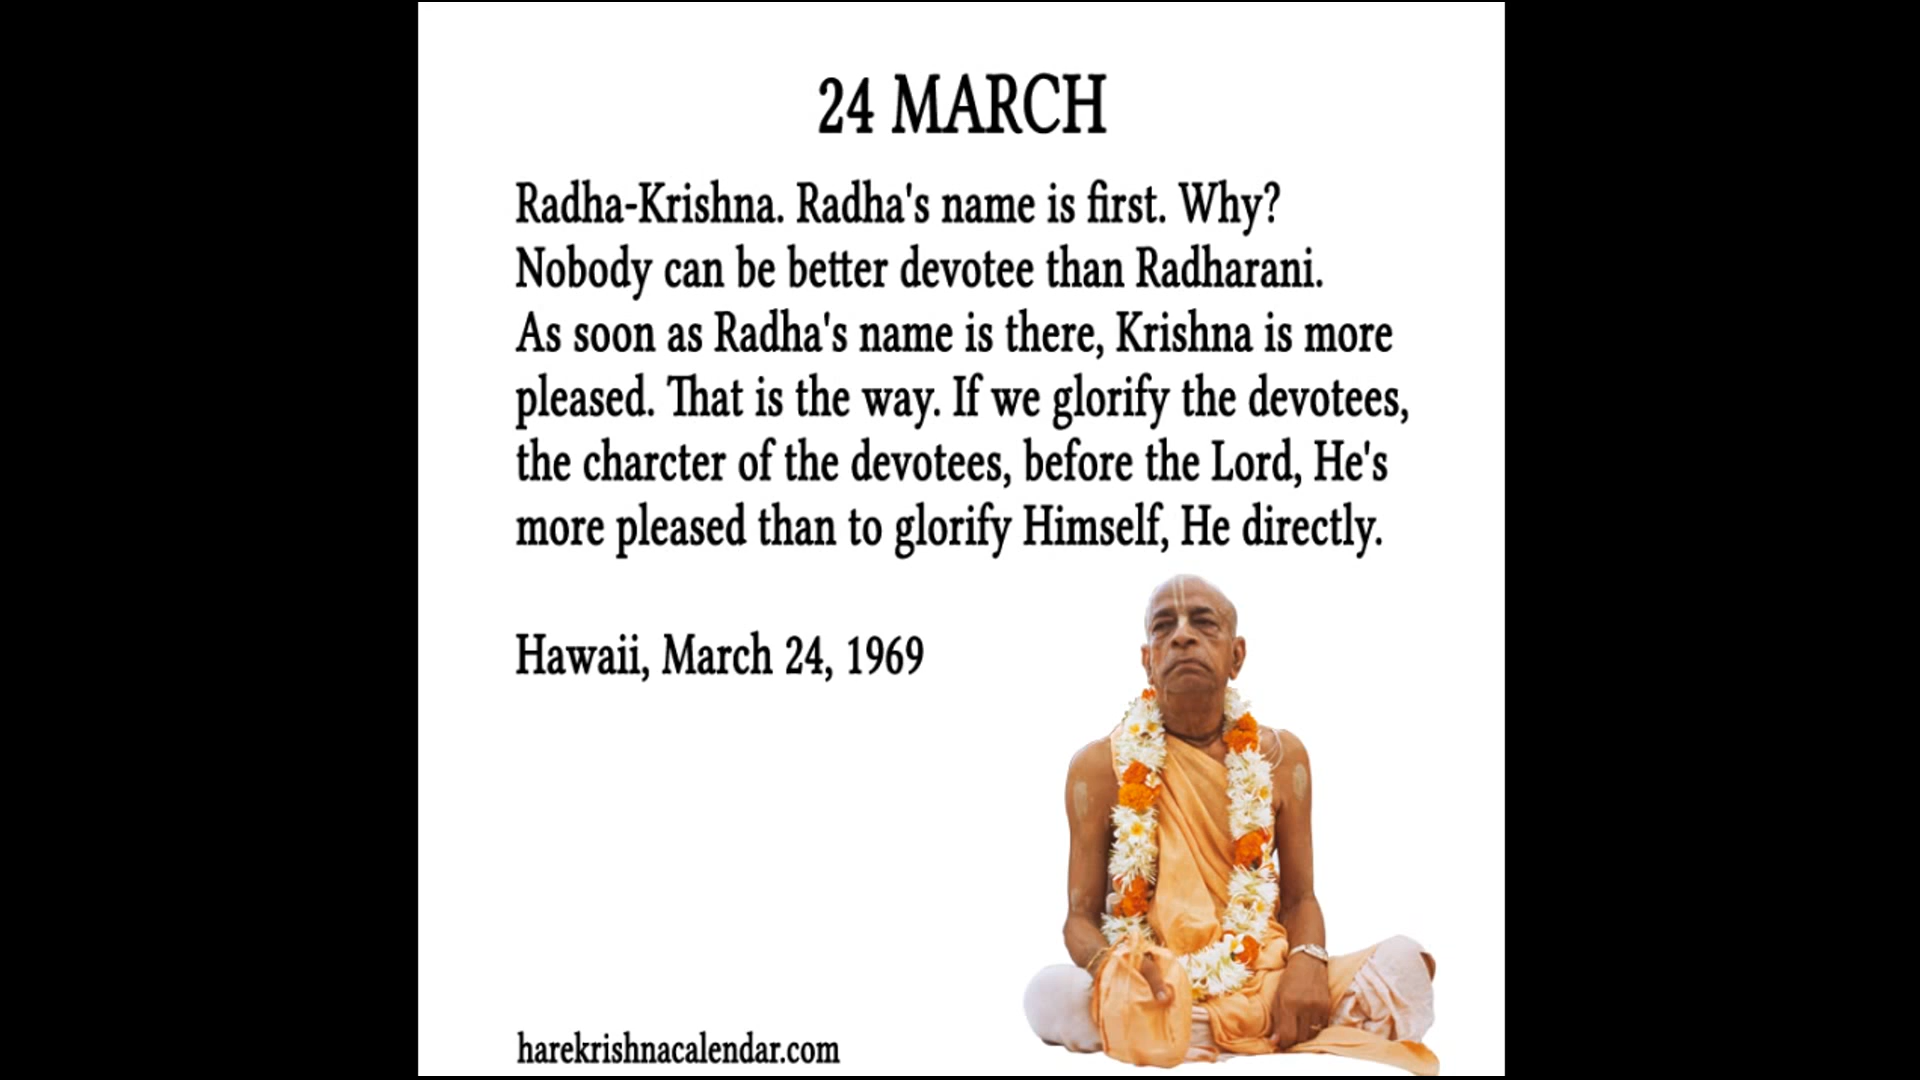 24 MARCH
Radha-Krishna. Radha's name is first. Why?
Nobody can be better devotee than Radharani.
As soon as Radha's name is there, Krishna is more
pleased. That is the way. If we glorify the devotees,
the charcter of the devotees, before the Lord, He's
more pleased than to glorify Himself, He directly.
Hawaii, March 24, 1969
harekrishnacalendar.com